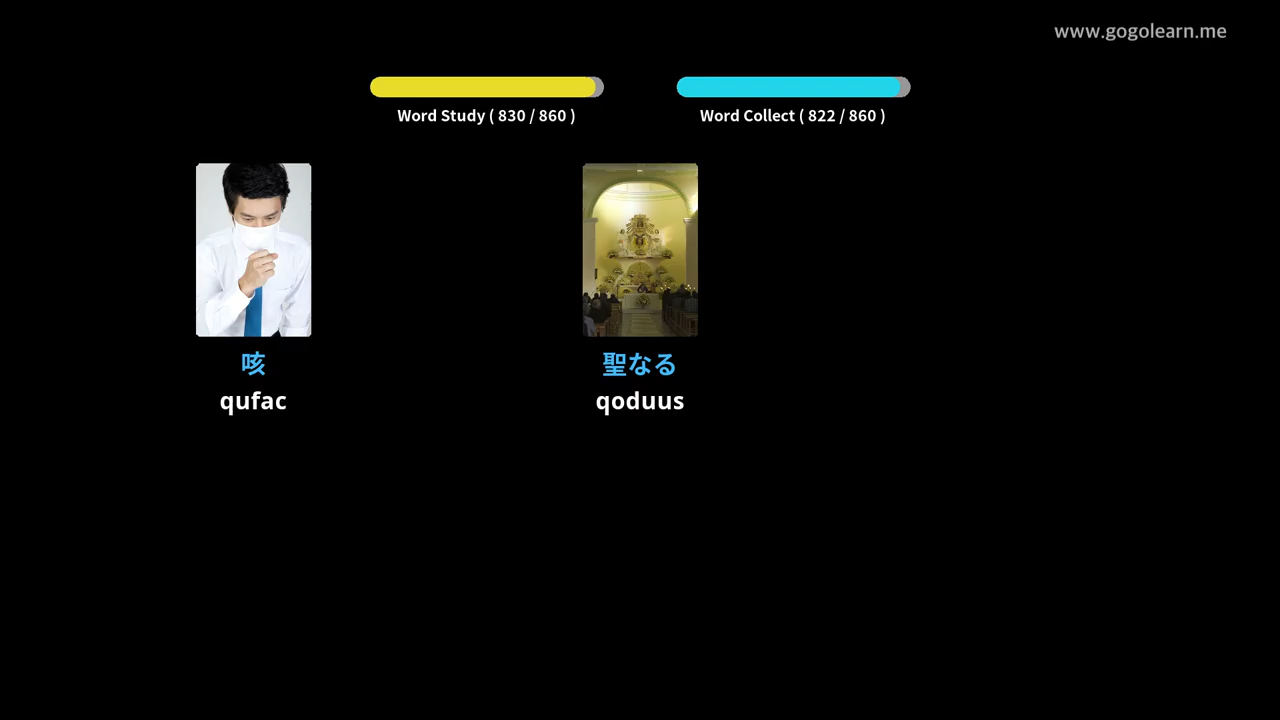 www.gogolearn.me
Word Study ( 830 / 860 )
Word Collect ( 822 / 860 )
咳
qufac
聖なる
qoduus